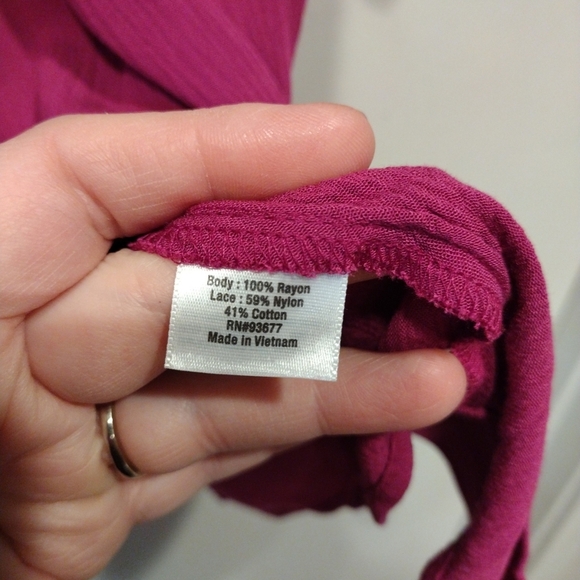 Body : 100% Rayon
Lace : 59% Nylon
41% Cotton
RN#93677
Made in Vietnam